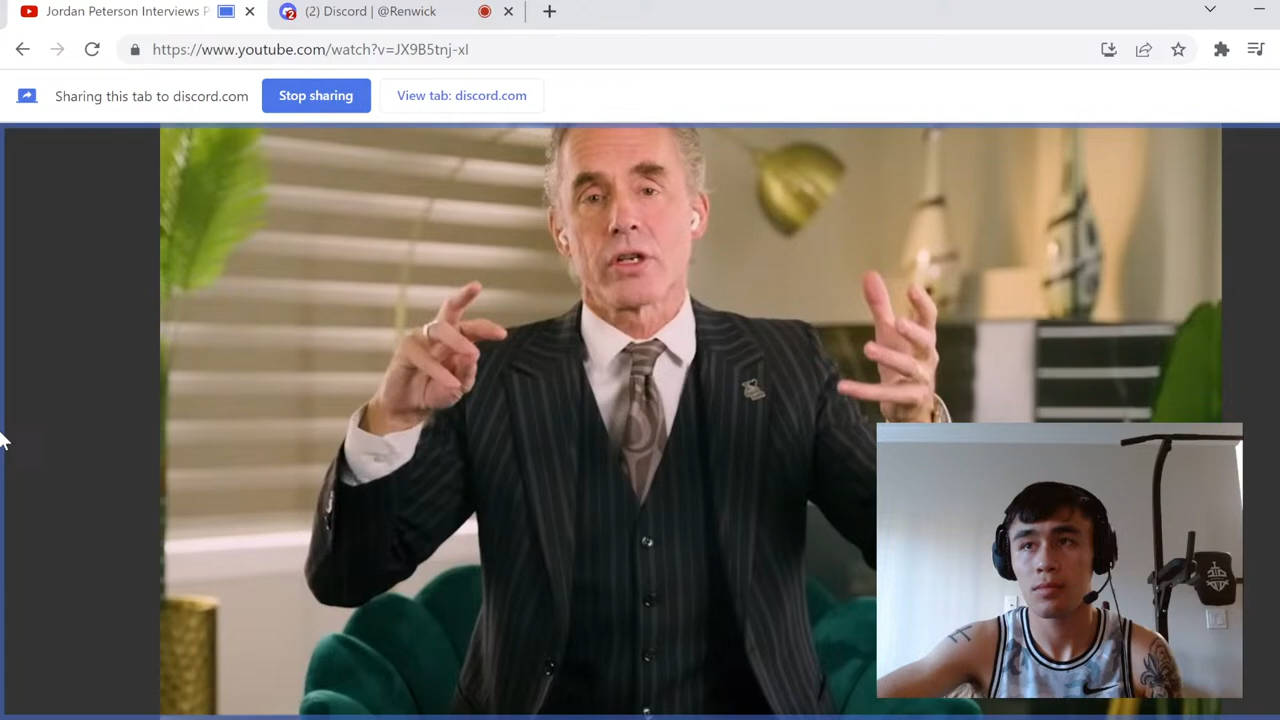 Jordan Peterson Interviews P
(2) Discord | @Renwick
https://www.youtube.com/watch?v=JX9B5tnj-xI
Sharing this tab to discord.com
Stop sharing
View tab: discord.com